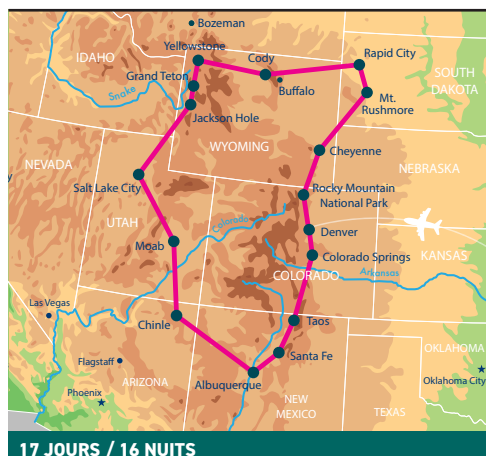 Bozeman
IDAHO
Yellowstone
Cody
Rapid City
Grand Teton
Buffalo
SOUTH
DAKOTA
Snake
Mt.
Rushmore
Jackson Hole
WYOMING
Cheyenne
NEVADA
NEBRASKA
y
Salt Lake City
Rocky Mountain
National Park
UTAH
Colorado
Denver
Moab
Colorado Springs
KANSAS
COLORADO
Arkansas
Las Vegas
Chinle
Taos
Flagstaff
Santa Fe
OKLAHOMA
ARIZONA
Albuquerque
Oklahoma City
Phoenix
NEW
MEXICO
TEXAS
17 JOURS / 16 NUITS